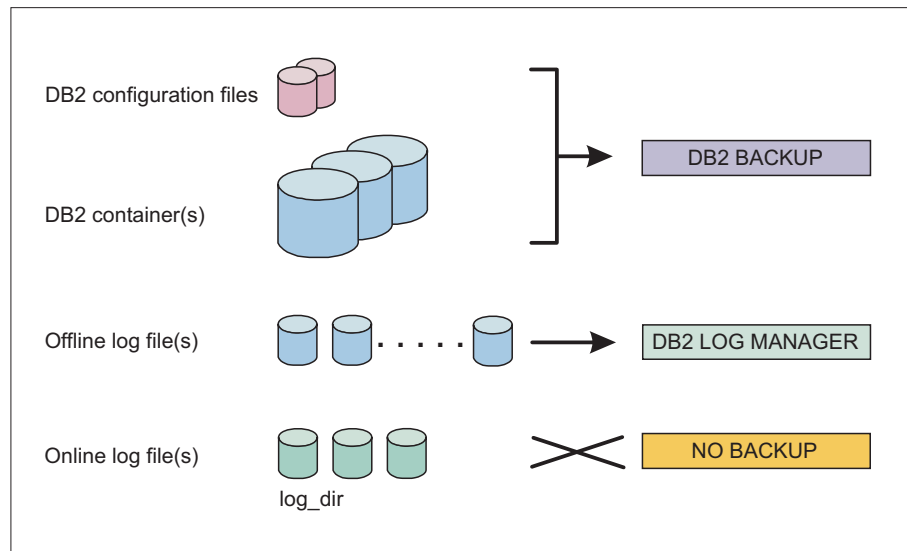 DB2 configuration files
DB2 BACKUP
DB2 container(s)
Offline log file(s)
DB2 LOG MANAGER
Online log file(s)
NO BACKUP
log_dir